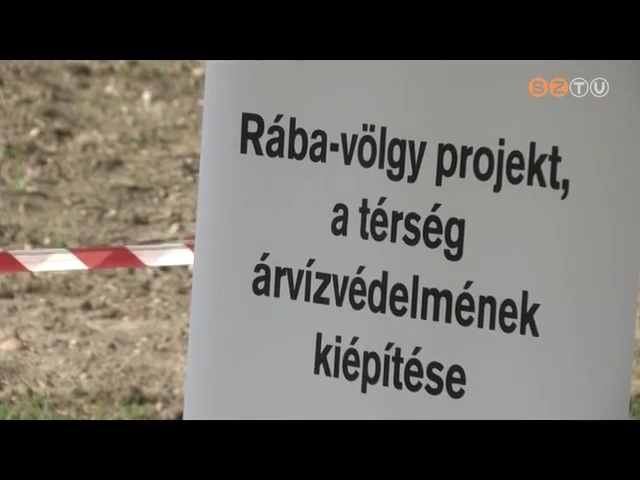 SZTV
Rába-völgy projekt,
a térség
árvízvédelmének
kiépítése